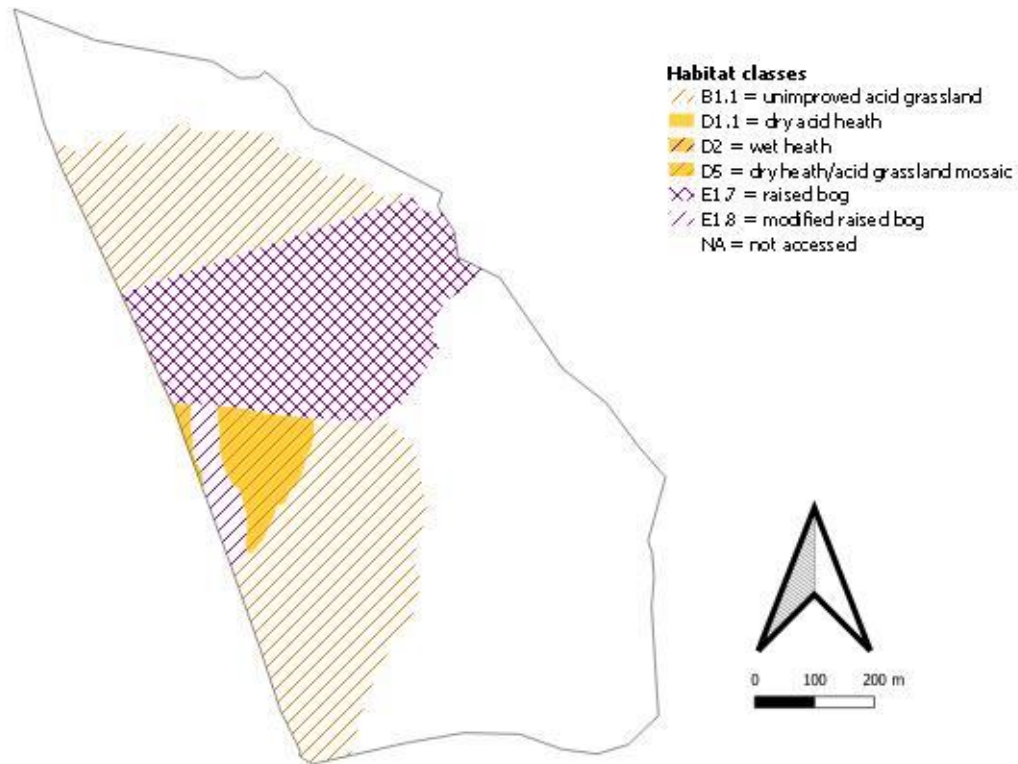 Habitat classes
B1.1 = unimproved acid grassland
D1.1 = dry acid heath
D2 = wet heath
D5 = dry heath/acid grassland mosaic
E1.7 = raised bog
E1.8 = modified raised bog
NA = not accessed
0 100 200 m